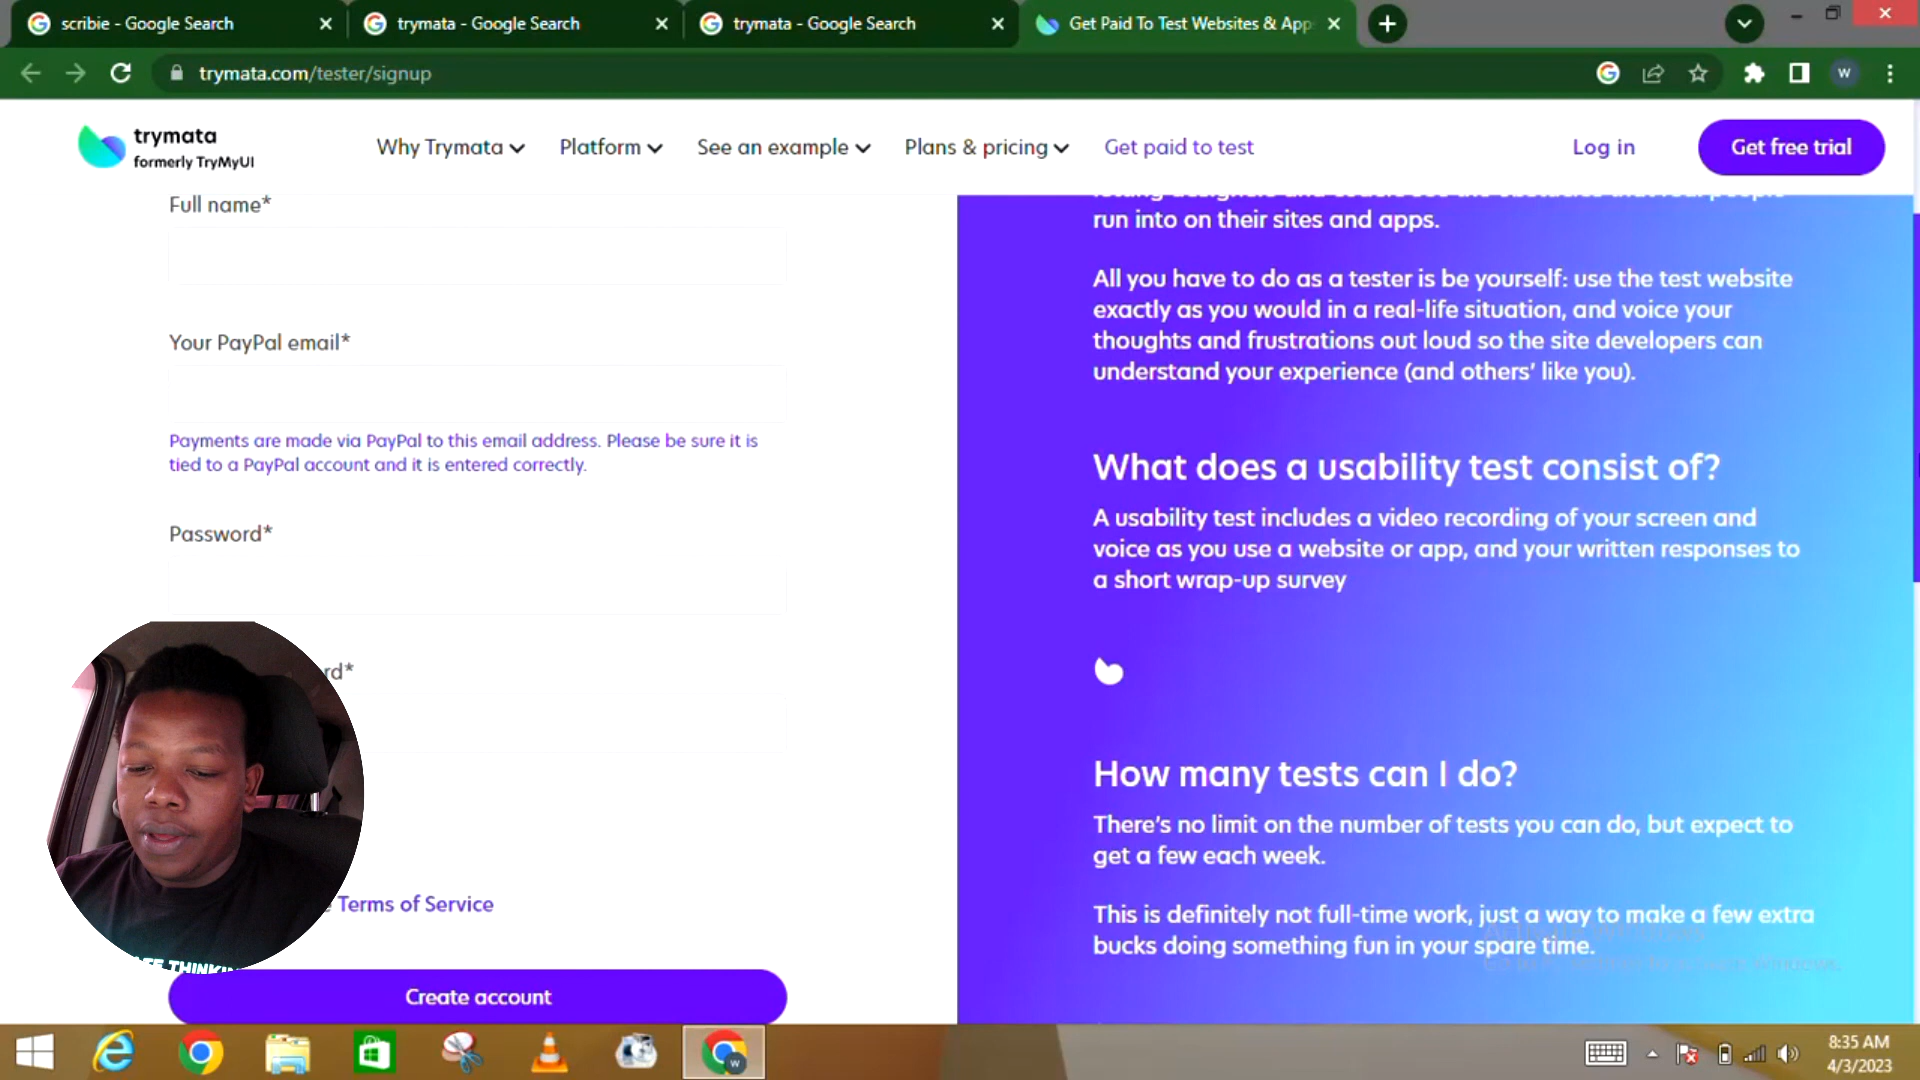 scribie - Google Search
trymata - Google Search
trymata - Google Search
Get Paid To Test Websites & App
trymata.com/tester/signup
W
trymata
formerly TryMyUI
Why Trymata
Platform
See an example
Plans & pricing
Get paid to test
Log in
Get free trial
Full name*
Your PayPal email*
Payments are made via PayPal to this email address. Please be sure it is
tied to a PayPal account and it is entered correctly.
Password*
rd*
Terms of Service
Create account
run into on their sites and apps.
All you have to do as a tester is be yourself: use the test website
exactly as you would in a real-life situation, and voice your
thoughts and frustrations out loud so the site developers can
understand your experience (and others' like you).
What does a usability test consist of?
A usability test includes a video recording of your screen and
voice as you use a website or app, and your written responses to
a short wrap-up survey
How many tests can I do?
There's no limit on the number of tests you can do, but expect to
get a few each week.
This is definitely not full-time work, just a way to make a few extra
bucks doing something fun in your spare time.
W
8:35 AM
4/3/2023